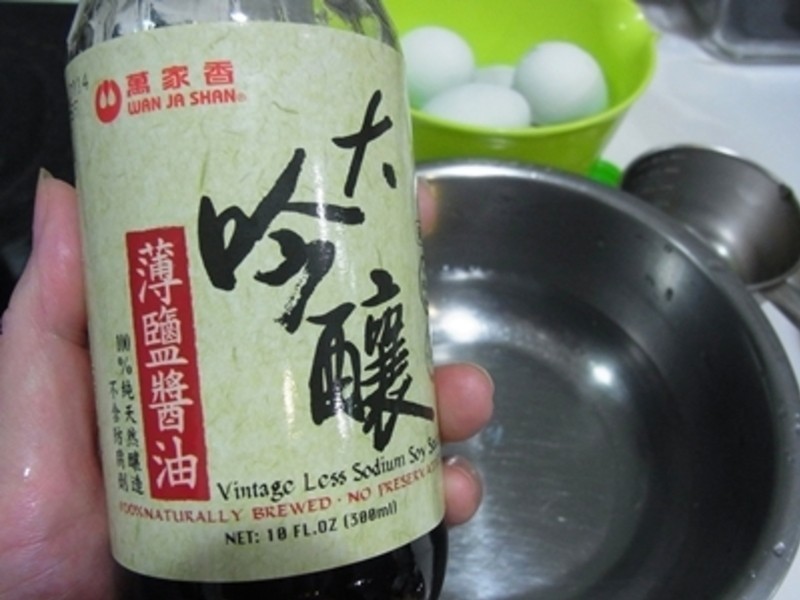 萬家香
WAN JA SHAN®
大吟釀
薄鹽醬油
100%純天然釀造
不含防腐劑
Vintage Less Sodium Soy
100% NATURALLY BREWED · NO PRESERV
NET: 10 FL.OZ (300ml)